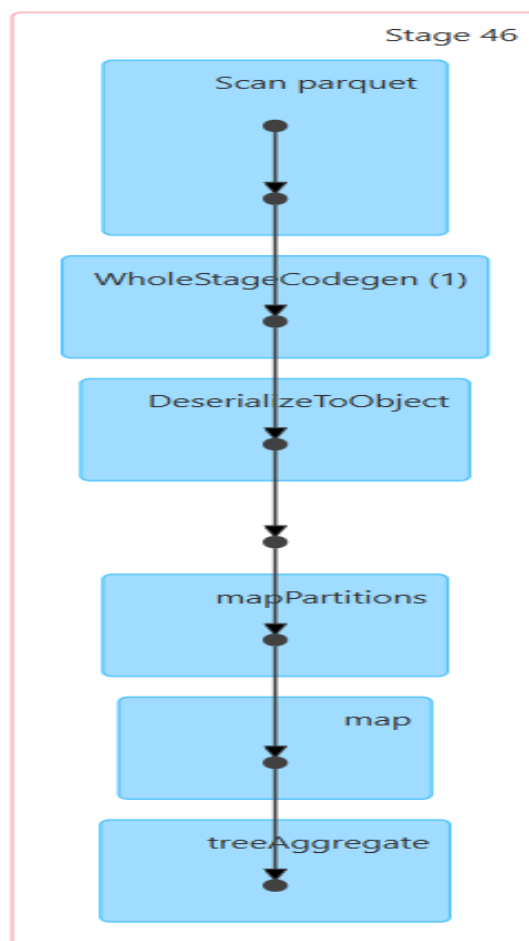 Stage 46
Scan parquet
WholeStageCodegen (1)
DeserializeToObject
mapPartitions
map
treeAggregate